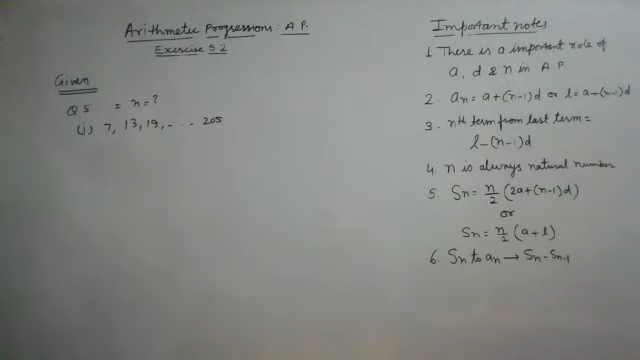 Arithmetic Progressions: A.P.
Exercise 5.2
Given
Q 5 = n = ?
(i) 7, 13, 19, ... 205
Important notes
1. There is a important role of
a, d & n in A P
2. an = a + (n-1)d or l = a+(n-1)d
3. nth term from last term =
l - (n-1)d
4. n is always natural number
5. Sn = n/2 (2a+(n-1)d)
or
Sn = n/2 (a+l)
6. Sn to an → Sn - Sn-1